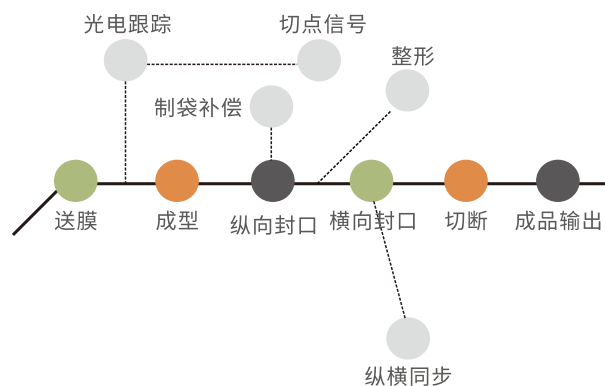 光电跟踪
切点信号
整形
制袋补偿
送膜
成型
纵向封口
横向封口
切断
成品输出
纵横同步